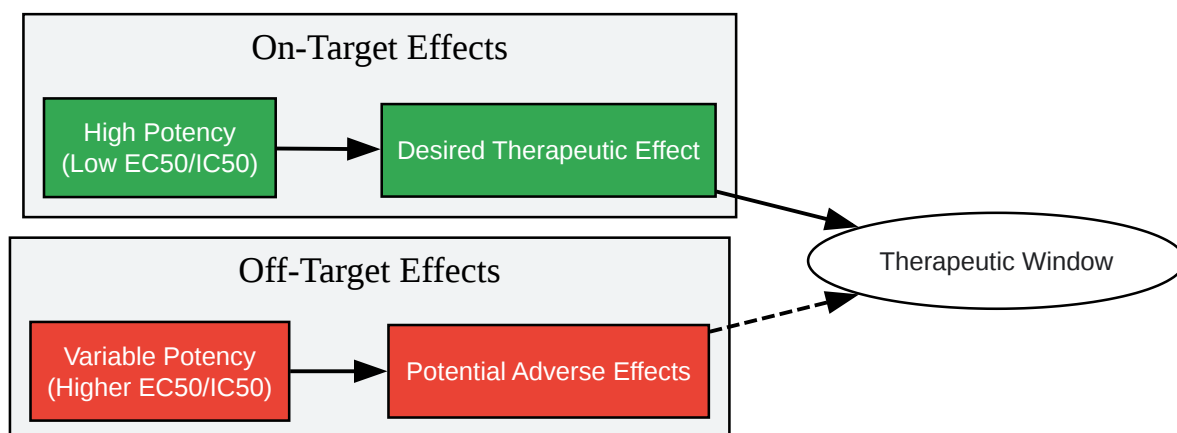 On-Target Effects
High Potency
(Low EC50/IC50)
Desired Therapeutic Effect
Therapeutic Window
Off-Target Effects
Variable Potency
(Higher EC50/IC50)
Potential Adverse Effects